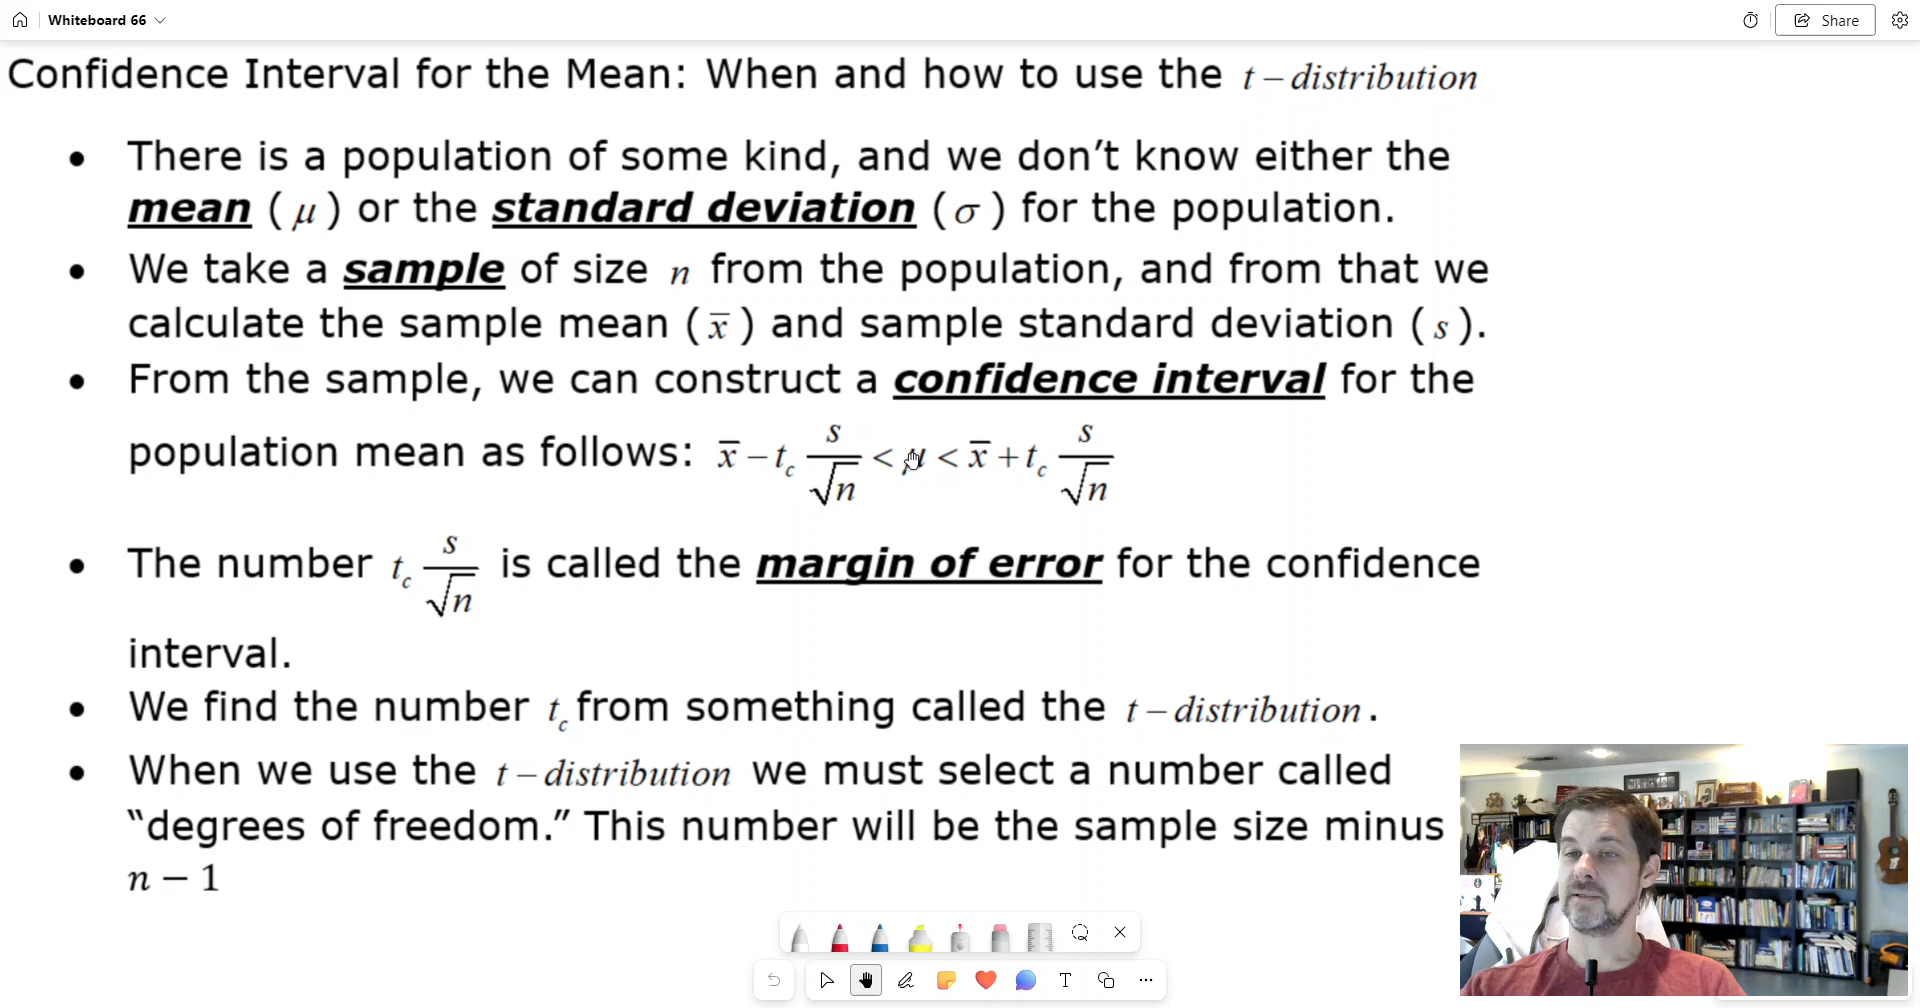 Whiteboard 66
Share
Confidence Interval for the Mean: When and how to use the t – distribution
• There is a population of some kind, and we don't know either the
mean ( μ ) or the standard deviation ( σ ) for the population.
• We take a sample of size n from the population, and from that we
calculate the sample mean ( x̄ ) and sample standard deviation ( s ).
• From the sample, we can construct a confidence interval for the
population mean as follows: x̄ – t_c s/√n < μ < x̄ + t_c s/√n
• The number t_c s/√n is called the margin of error for the confidence
interval.
• We find the number t_c from something called the t – distribution.
• When we use the t – distribution we must select a number called
“degrees of freedom.” This number will be the sample size minus
n − 1
T